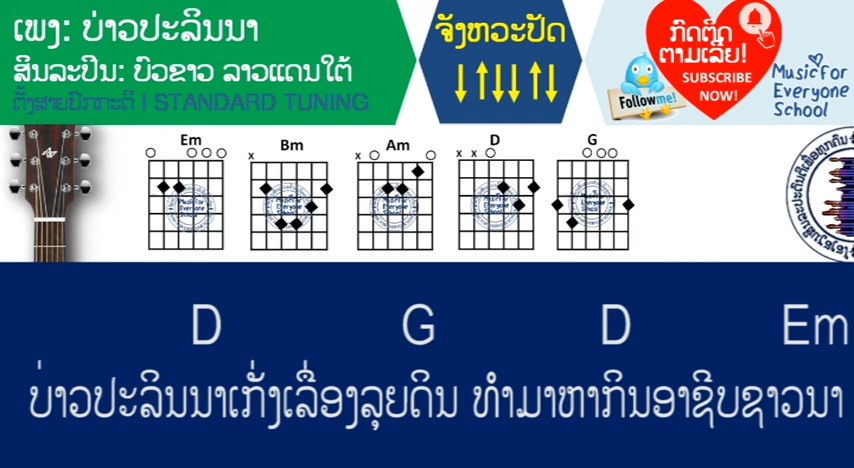 ເພງ: ບ່າວປະລິນນາ
ສິນລະປິນ: ບົວຂາວ ລາວແດນໃຕ້
ຕັ້ງສາຍປົກກະຕິ I STANDARD TUNING
ຈັງຫວະປັດ
ກົດຕິດ
ຕາມເລີຍ!
SUBSCRIBE
NOW!
Followme!
Music For
Everyone
School
Em Bm Am D G
D G D Em
ບ່າວປະລິນນາເກັ່ງເລື່ອງລຸຍດິນ ທຳມາຫາກິນອາຊີບຊາວນາ